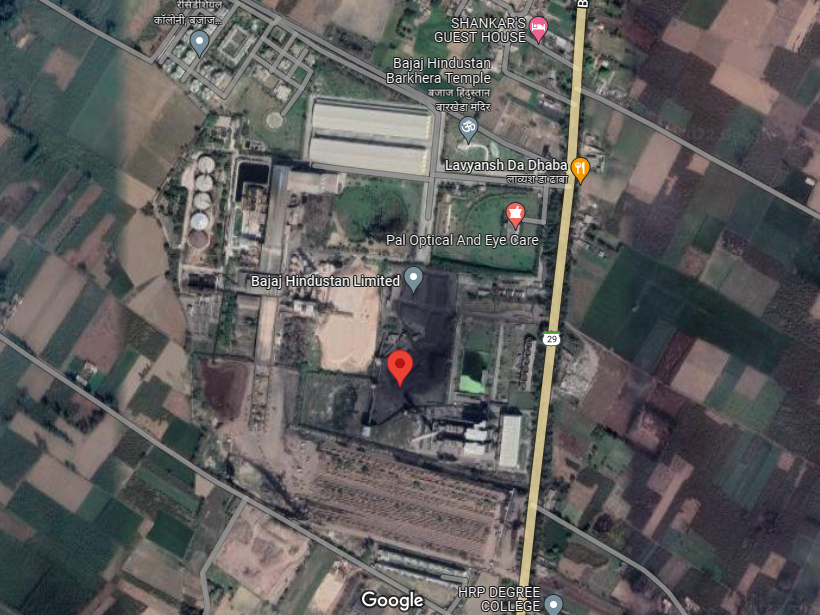 रेसिडेंशियल
कॉलोनी, बजाज...
SHANKAR'S
GUEST HOUSE
Bajaj Hindustan
Barkhera Temple
बजाज हिंदुस्तान
बारखेडा मंदिर
Lavyansh Da Dhaba
लाव्यंश डा ढाबा
Pal Optical And Eye Care
Bajaj Hindustan Limited
29
Google
HRP DEGREE
COLLEGE